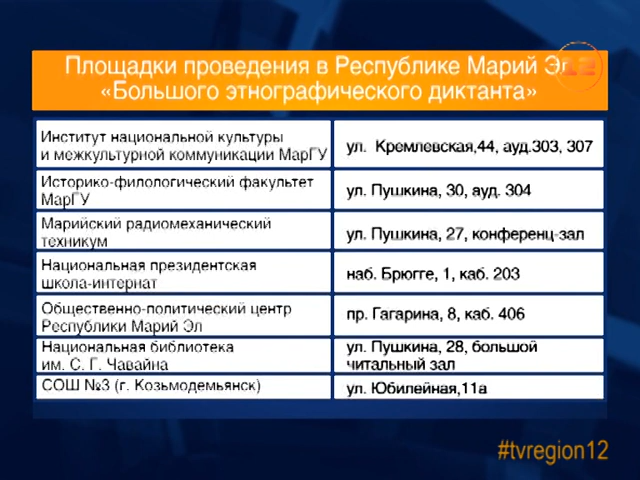 Площадки проведения в Республике Марий Эл
«Большого этнографического диктанта»
Институт национальной культуры
и межкультурной коммуникации МарГУ
ул. Кремлевская,44, ауд.303, 307
Историко-филологический факультет
МарГУ
ул. Пушкина, 30, ауд. 304
Марийский радиомеханический
техникум
ул. Пушкина, 27, конференц-зал
Национальная президентская
школа-интернат
наб. Брюгге, 1, каб. 203
Общественно-политический центр
Республики Марий Эл
пр. Гагарина, 8, каб. 406
Национальная библиотека
им. С. Г. Чавайна
ул. Пушкина, 28, большой
читальный зал
СОШ №3 (г. Козьмодемьянск)
ул. Юбилейная,11а
#tvregion12